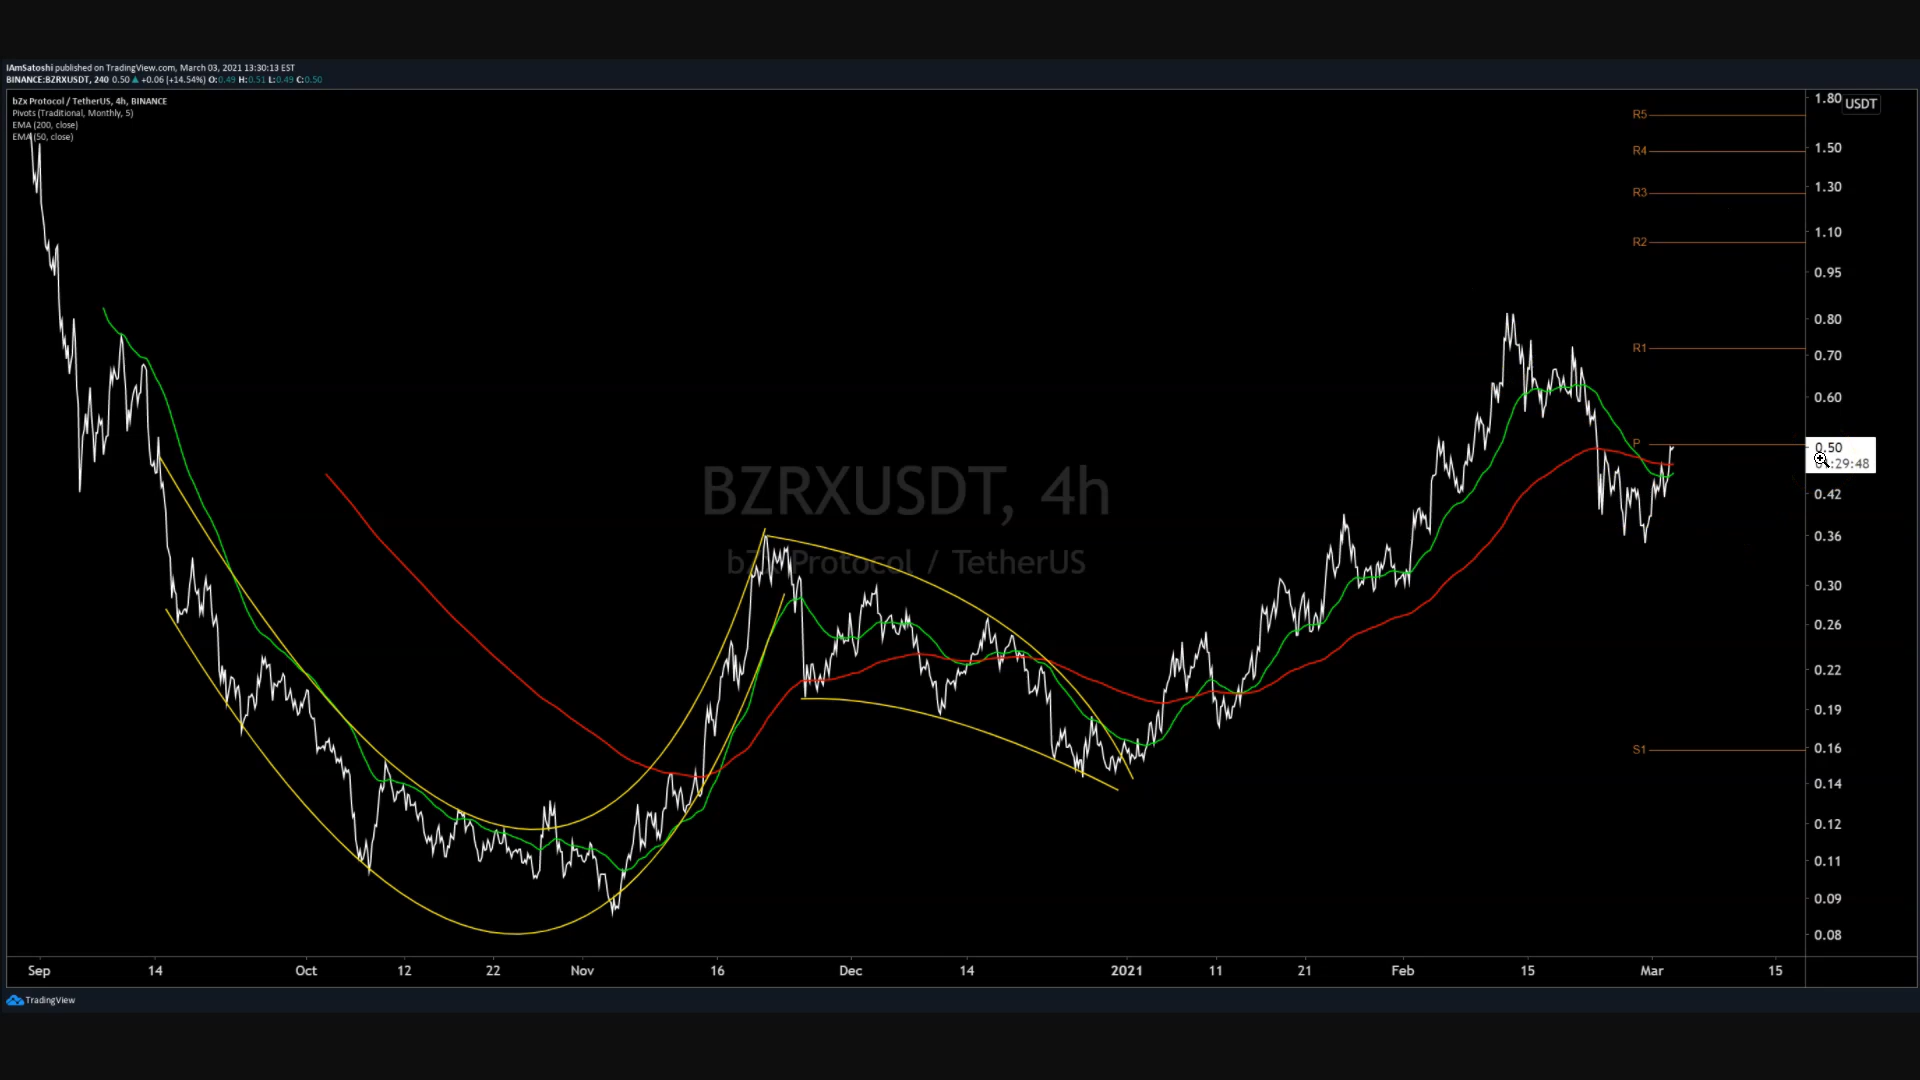 IAmSatoshi published on TradingView.com, March 03, 2021 13:30:13 EST
BINANCE:BZRXUSDT, 240 0.50 ▲ +0.06 (+14.54%) O:0.49 H:0.51 L:0.49 C:0.50
bZx Protocol / TetherUS, 4h, BINANCE
Pivots (Traditional, Monthly, 5)
EMA (200, close)
EMA (50, close)
BZRXUSDT, 4h
bZx Protocol / TetherUS
R5
R4
R3
R2
R1
P
S1
USDT
1.80
1.50
1.30
1.10
0.95
0.80
0.70
0.60
0.50
:29:48
0.42
0.36
0.30
0.26
0.22
0.19
0.16
0.14
0.12
0.11
0.09
0.08
Sep 14 Oct 12 22 Nov 16 Dec 14 2021 11 21 Feb 15 Mar 15
TradingView